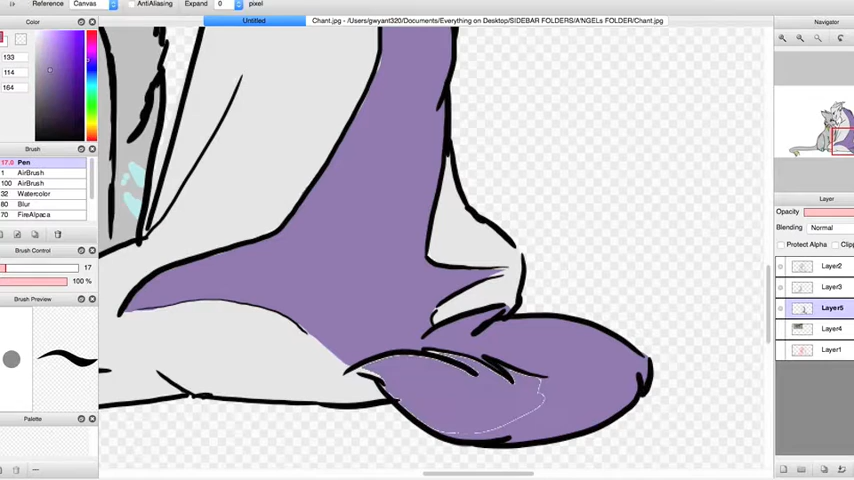 Reference Canvas AntiAliasing Expand 0 pixel
Untitled
Chant.jpg - /Users/gwyant320/Documents/Everything on Desktop/SIDEBAR FOLDERS/A'NGELs FOLDER/Chant.jpg
Color
133
114
164
Brush
17.0 Pen
1 AirBrush
100 AirBrush
32 Watercolor
80 Blur
70 FireAlpaca
Brush Control
17
100 %
Brush Preview
Palette
Navigator
Layer
Opacity
Blending Normal
Protect Alpha Clipp
Layer2
Layer3
Layer5
Layer4
Layer1